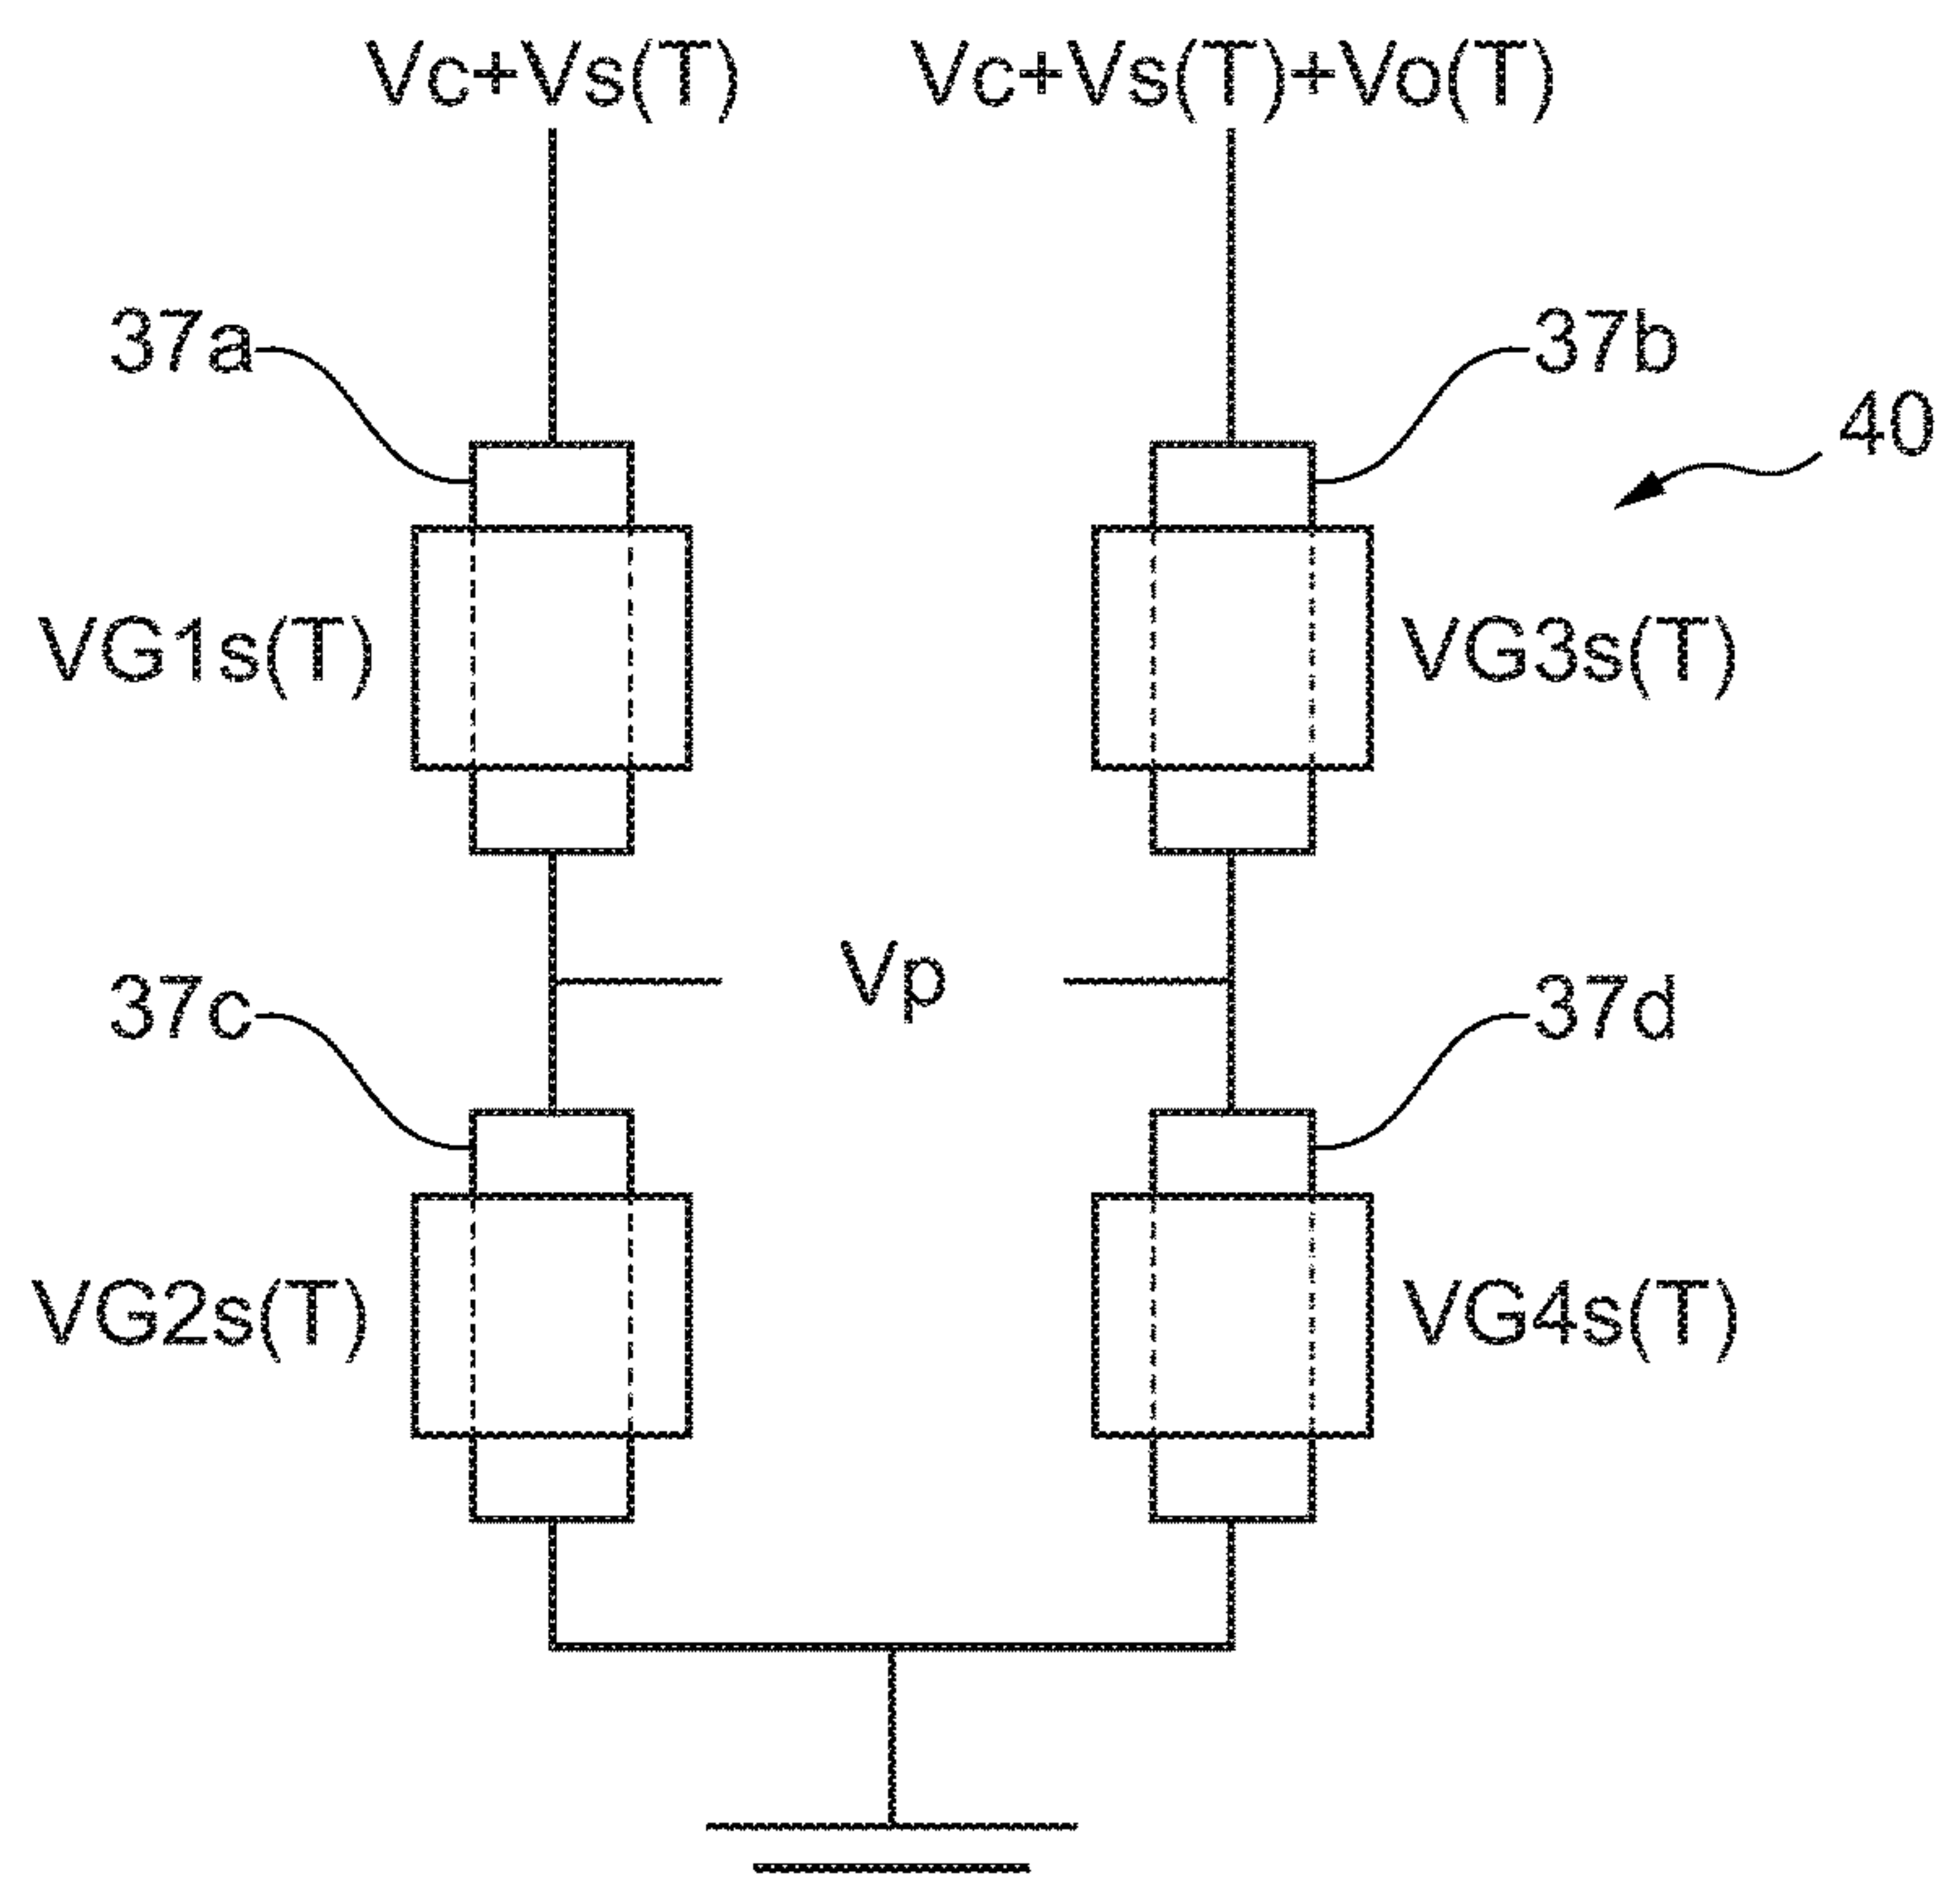 Vc+Vs(T)
Vc+Vs(T)+Vo(T)
37a
37b
40
VG1s(T)
VG3s(T)
Vp
37c
37d
VG2s(T)
VG4s(T)